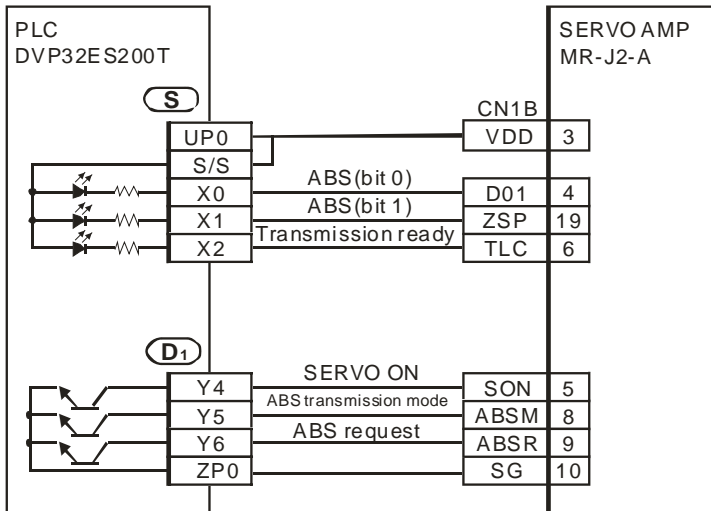 PLC
DVP32ES200T
SERVO AMP
MR-J2-A
S
CN1B
UP0
VDD 3
S/S
X0 ABS(bit 0) D01 4
X1 ABS(bit 1) ZSP 19
X2 Transmission ready TLC 6
D1
Y4 SERVO ON SON 5
Y5 ABS transmission mode ABSM 8
Y6 ABS request ABSR 9
ZP0 SG 10